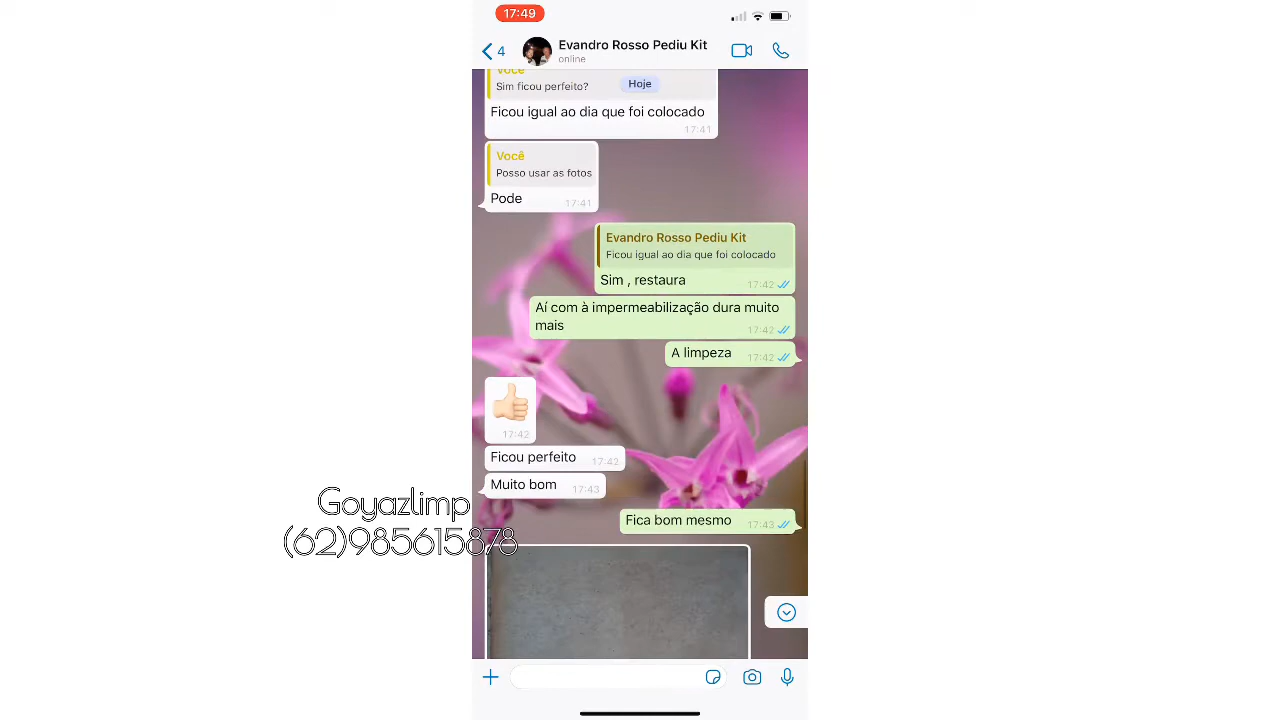 17:49
4
Evandro Rosso Pediu Kit
online
Você
Sim ficou perfeito?
Hoje
Ficou igual ao dia que foi colocado
17:41
Você
Posso usar as fotos
Pode
17:41
Evandro Rosso Pediu Kit
Ficou igual ao dia que foi colocado
Sim , restaura
17:42
Aí com à impermeabilização dura muito
mais
17:42
A limpeza
17:42
17:42
Ficou perfeito
17:42
Muito bom
17:43
Fica bom mesmo
17:43
Goyazlimp
(62)985615878